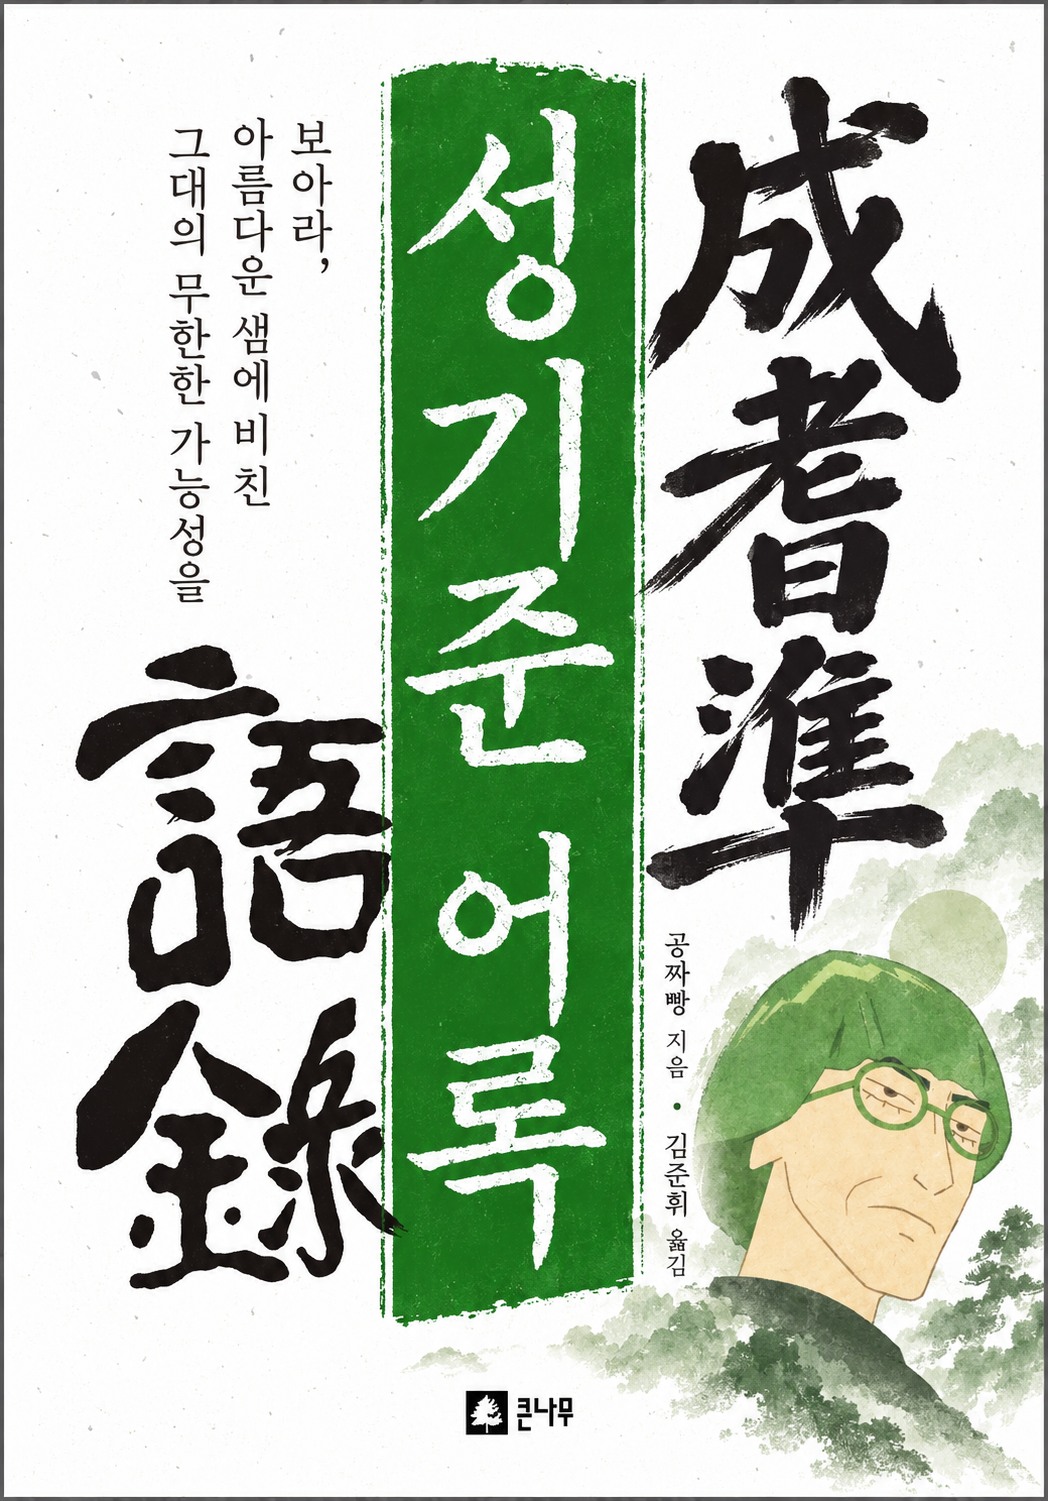 成耆準
성기준 어록
보아라,
아름다운 샘에 비친
그대의 무한한 가능성을
語錄
공짜빵 지음 • 김준휘 옮김
큰나무